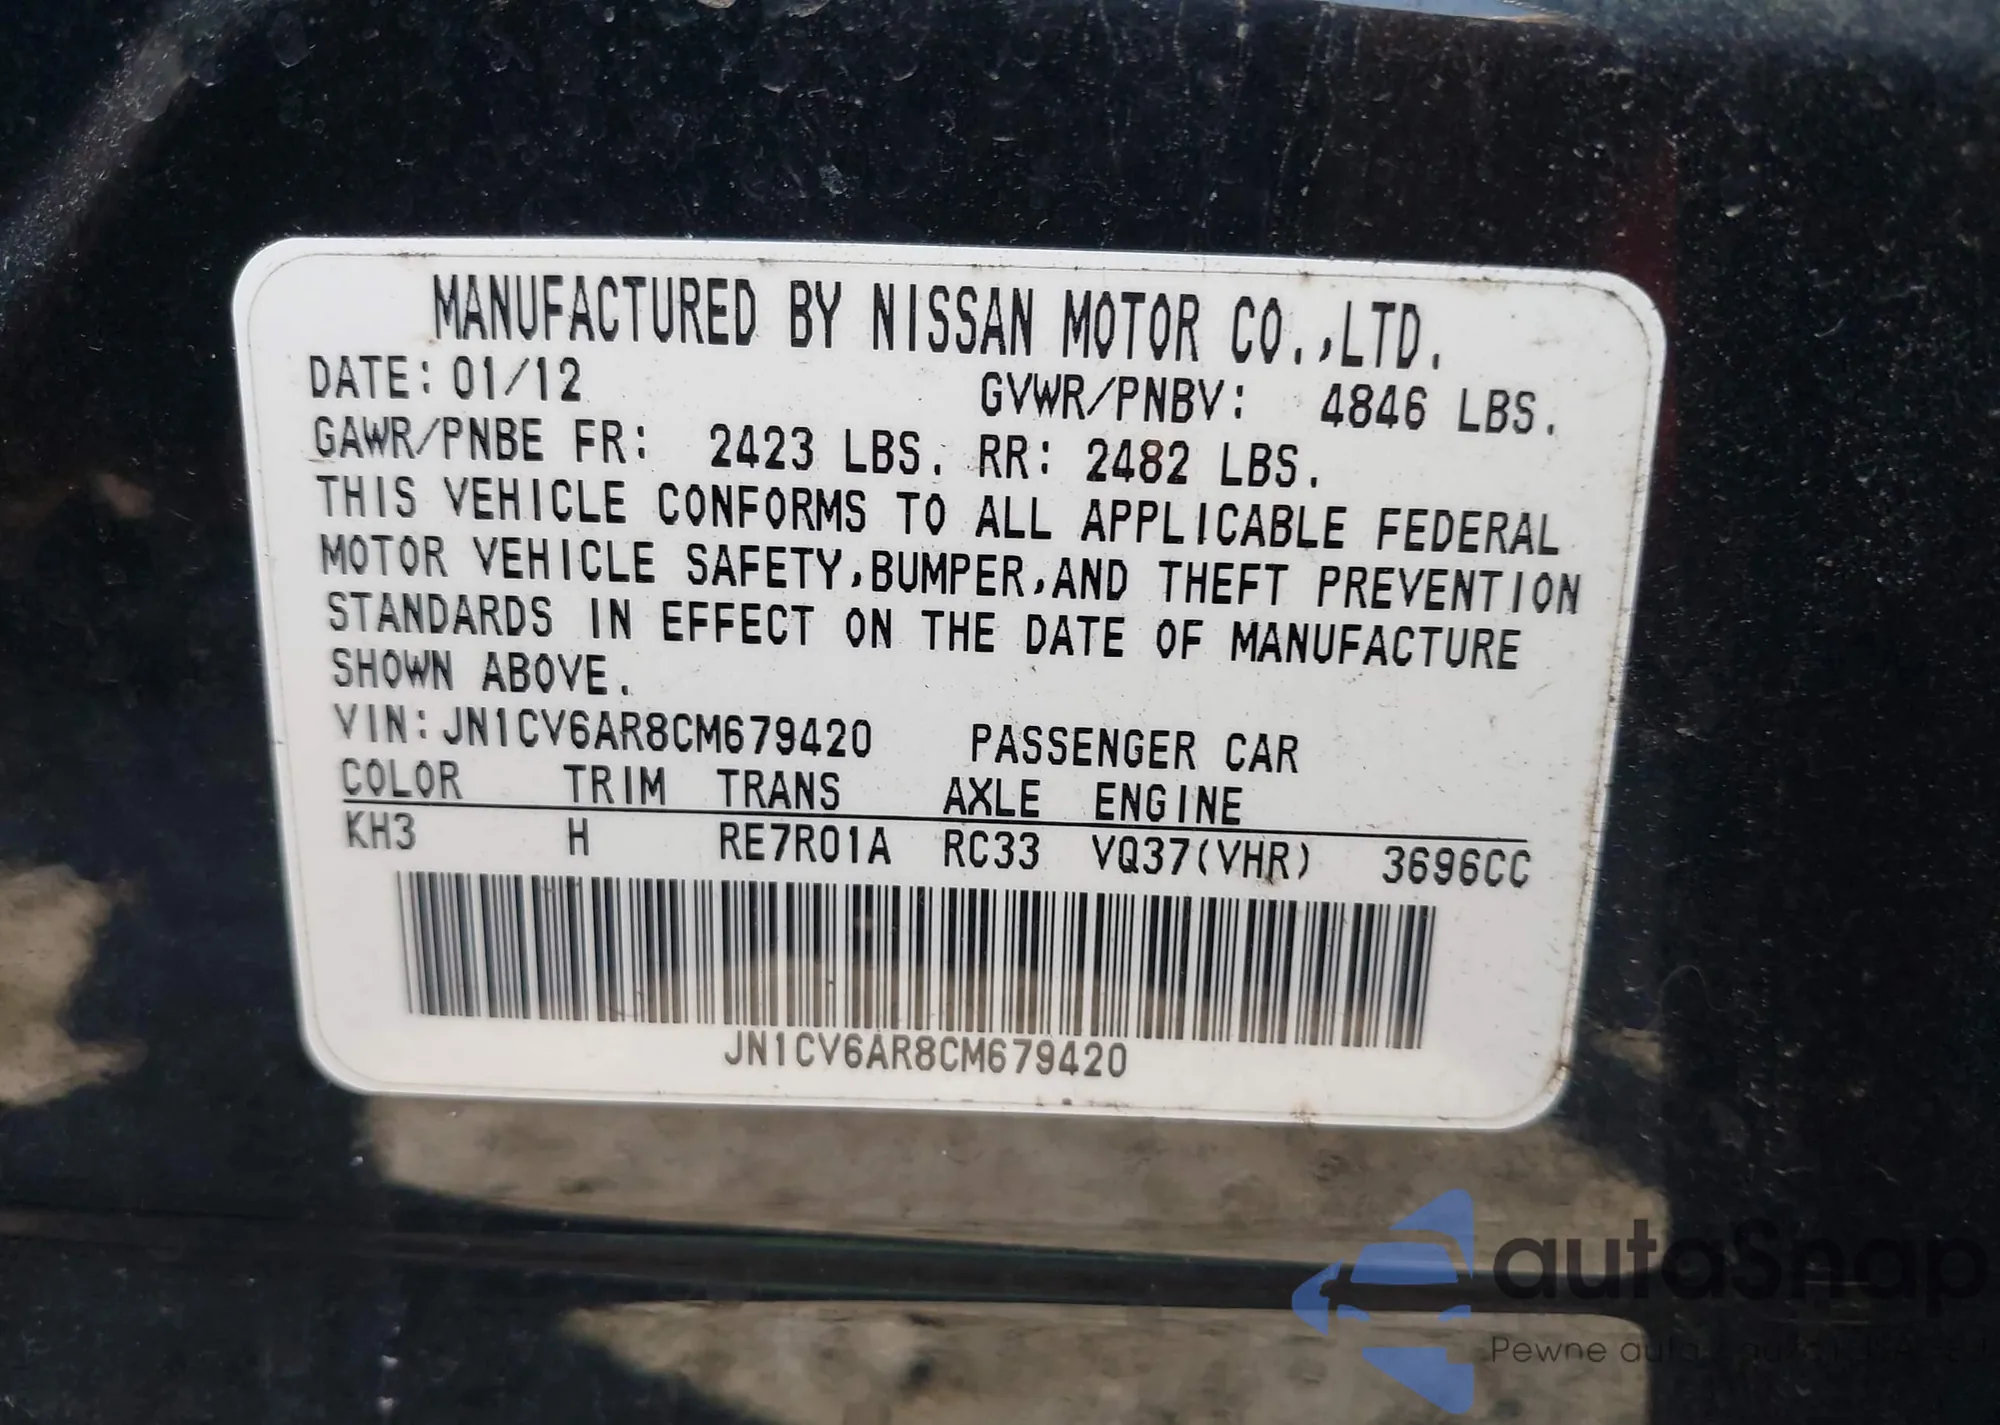 MANUFACTURED BY NISSAN MOTOR CO.,LTD.
DATE: 01/12 GVWR/PNBV: 4846 LBS.
GAWR/PNBE FR: 2423 LBS. RR: 2482 LBS.
THIS VEHICLE CONFORMS TO ALL APPLICABLE FEDERAL
MOTOR VEHICLE SAFETY,BUMPER,AND THEFT PREVENTION
STANDARDS IN EFFECT ON THE DATE OF MANUFACTURE
SHOWN ABOVE.
VIN: JN1CV6AR8CM679420 PASSENGER CAR
COLOR TRIM TRANS AXLE ENGINE
KH3 H RE7R01A RC33 VQ37(VHR) 3696CC
JN1CV6AR8CM679420
autaSnap
Pewne auta